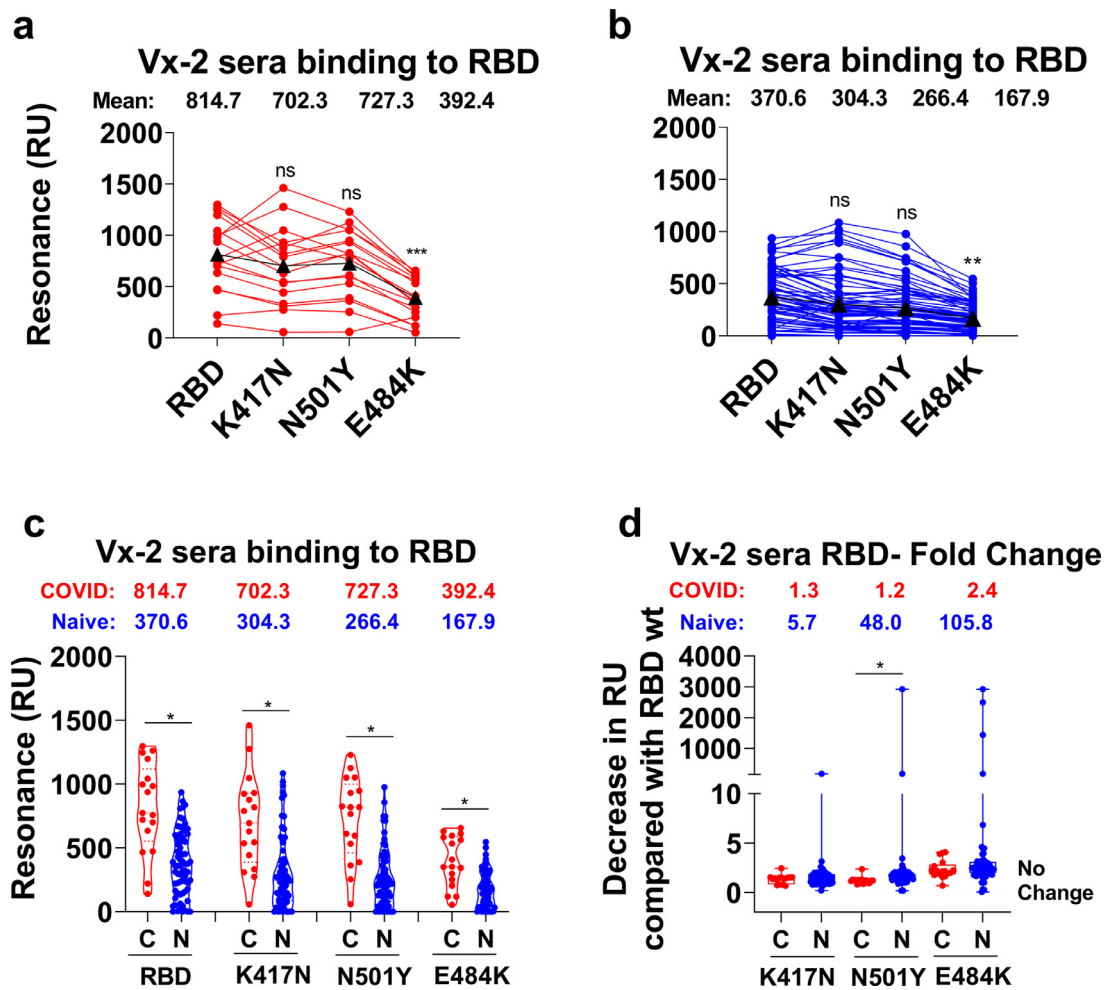 a
Vx-2 sera binding to RBD
Mean: 814.7 702.3 727.3 392.4
Resonance (RU)
2000
1500
1000
500
0
ns
ns
***
RBD
K417N
N501Y
E484K
b
Vx-2 sera binding to RBD
Mean: 370.6 304.3 266.4 167.9
2000
1500
1000
500
0
ns
ns
**
RBD
K417N
N501Y
E484K
c
Vx-2 sera binding to RBD
COVID: 814.7 702.3 727.3 392.4
Naive: 370.6 304.3 266.4 167.9
Resonance (RU)
2000
1500
1000
500
0
*
*
*
*
C N C N C N C N
RBD K417N N501Y E484K
d
Vx-2 sera RBD- Fold Change
COVID: 1.3 1.2 2.4
Naive: 5.7 48.0 105.8
Decrease in RU
compared with RBD wt
4000
3000
2000
1000
10
5
0
*
No
Change
C N C N C N
K417N N501Y E484K